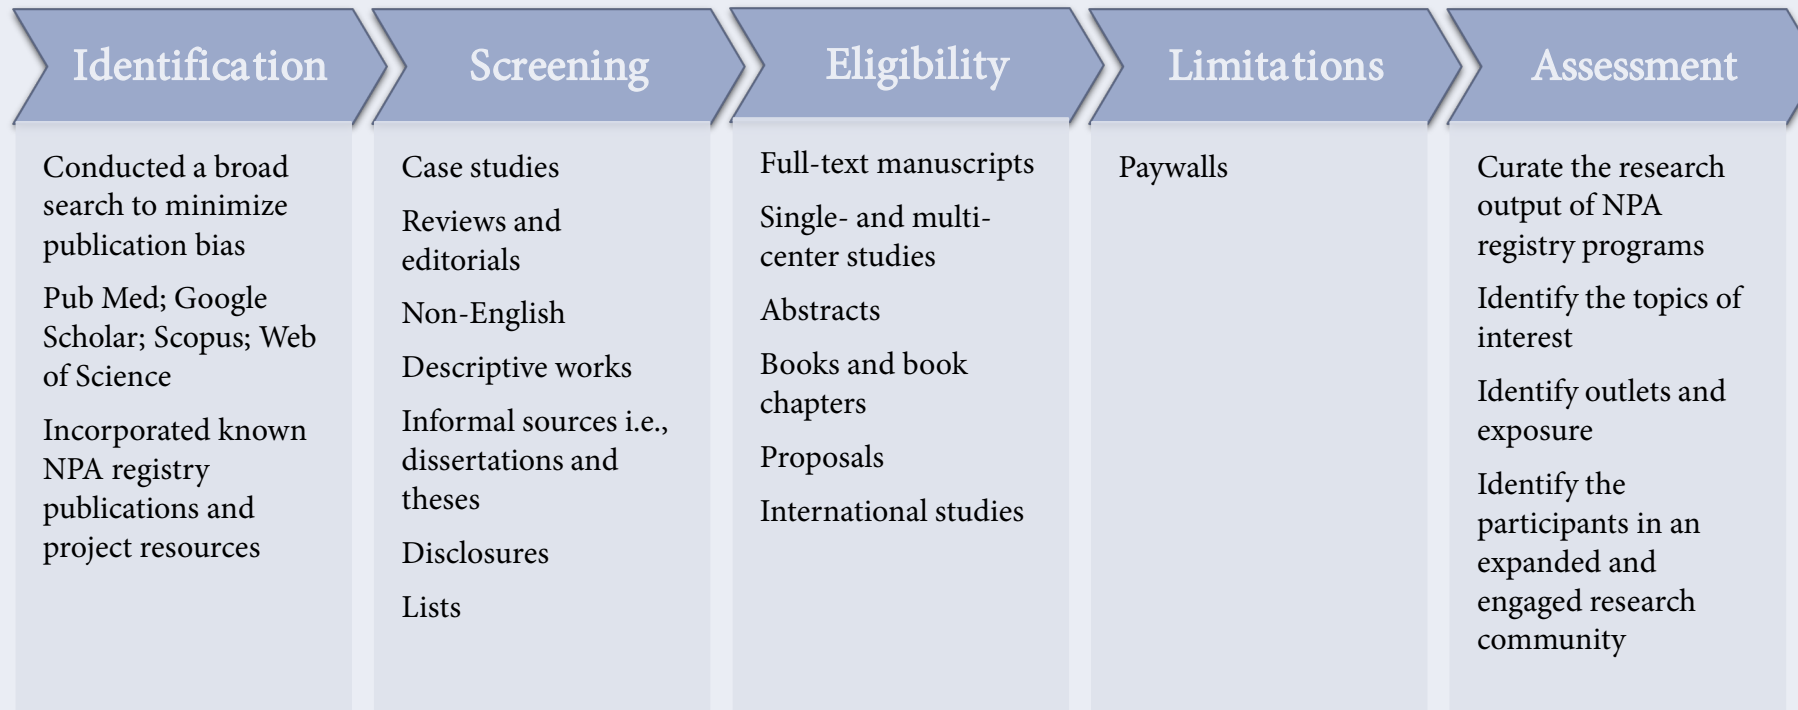 Identification
Conducted a broad
search to minimize
publication bias
Pub Med; Google
Scholar; Scopus; Web
of Science
Incorporated known
NPA registry
publications and
project resources
Screening
Case studies
Reviews and
editorials
Non-English
Descriptive works
Informal sources i.e.,
dissertations and
theses
Disclosures
Lists
Eligibility
Full-text manuscripts
Single- and multi-
center studies
Abstracts
Books and book
chapters
Proposals
International studies
Limitations
Paywalls
Assessment
Curate the research
output of NPA
registry programs
Identify the topics of
interest
Identify outlets and
exposure
Identify the
participants in an
expanded and
engaged research
community